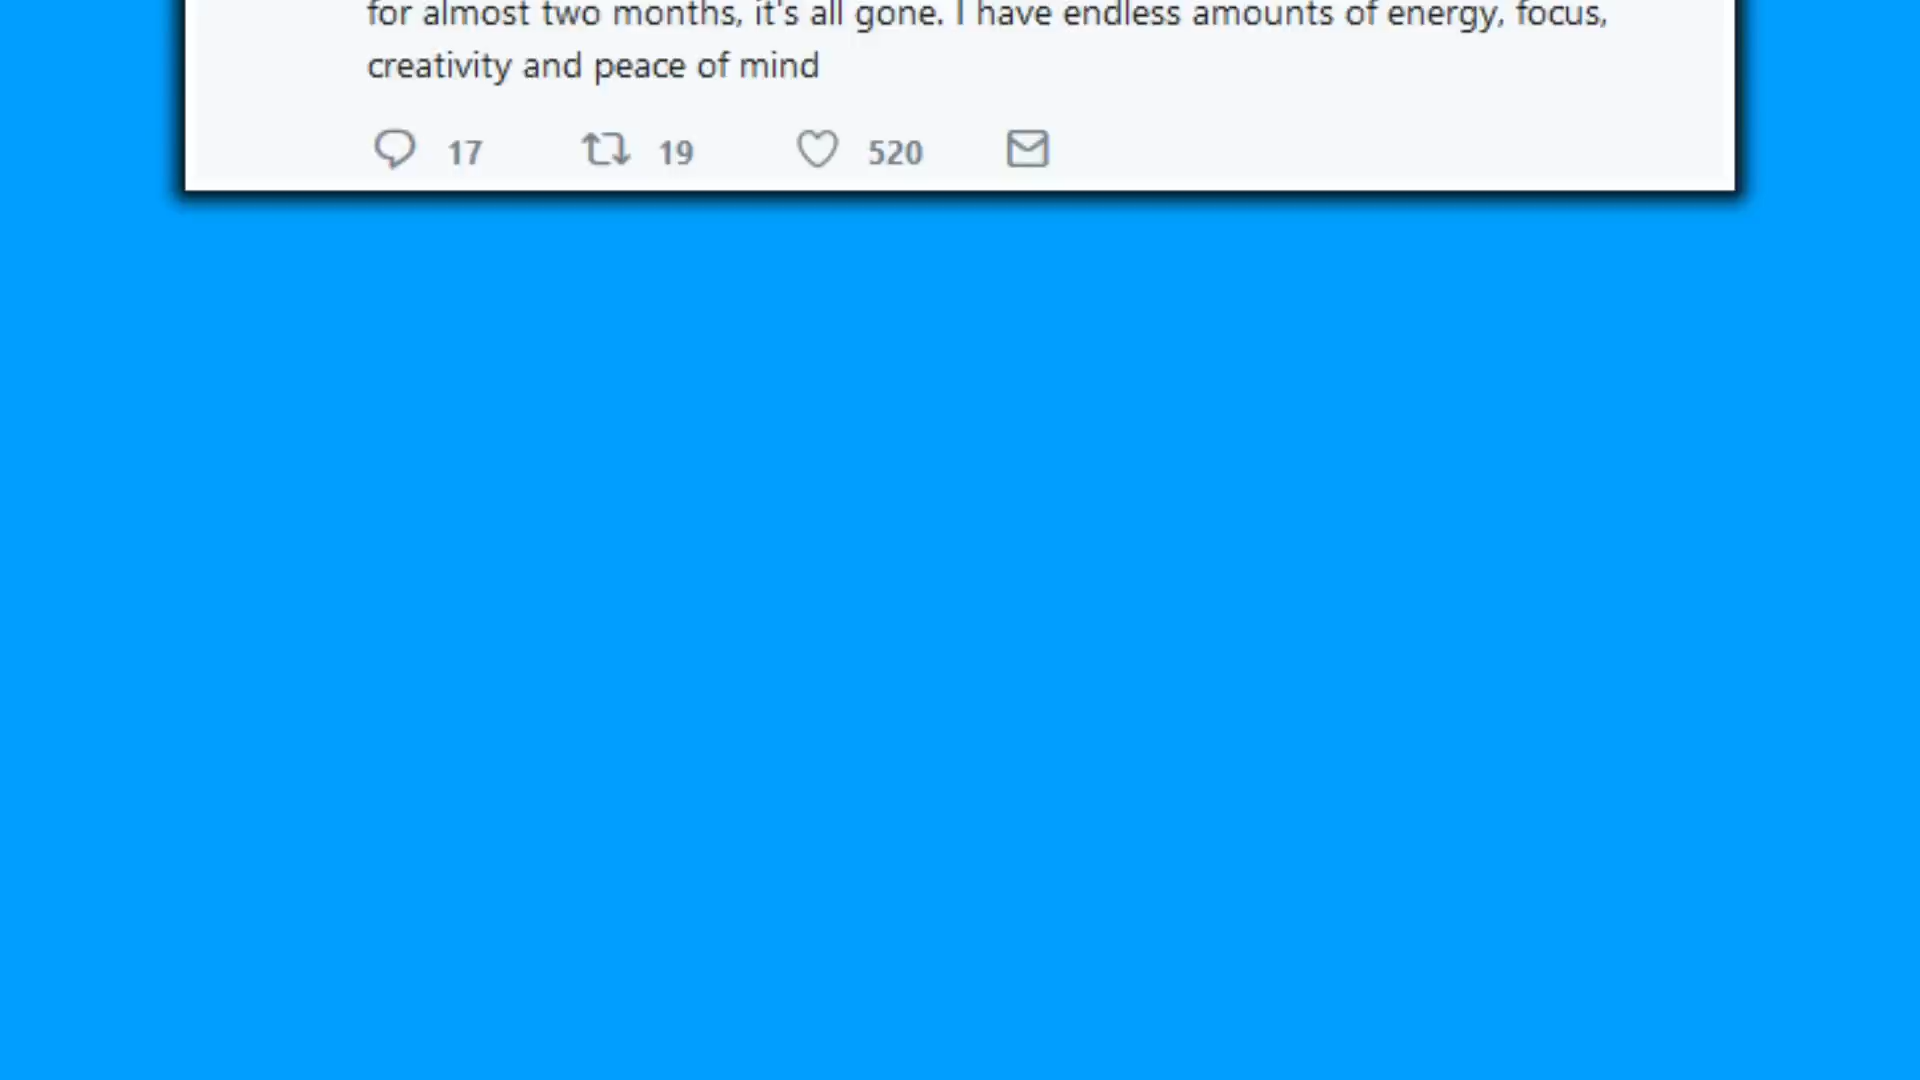 for almost two months, it's all gone. I have endless amounts of energy, focus,
creativity and peace of mind
17 19 520